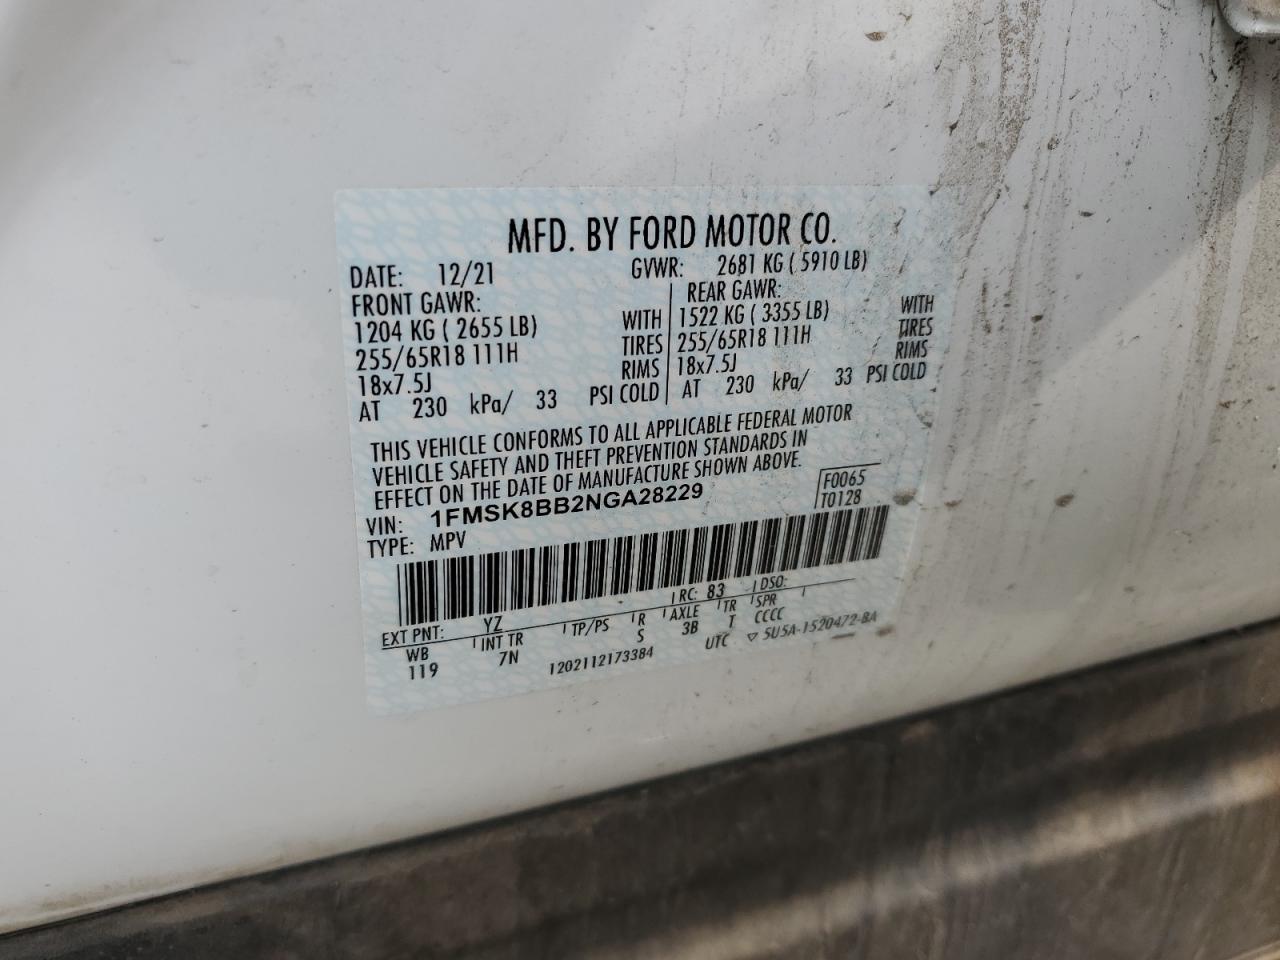 MFD. BY FORD MOTOR CO.
DATE: 12/21 GVWR: 2681 KG ( 5910 LB)
FRONT GAWR: REAR GAWR:
1204 KG ( 2655 LB) WITH 1522 KG ( 3355 LB) WITH
255/65R18 111H TIRES 255/65R18 111H TIRES
18x7.5J RIMS 18x7.5J RIMS
AT 230 kPa/ 33 PSI COLD AT 230 kPa/ 33 PSI COLD
THIS VEHICLE CONFORMS TO ALL APPLICABLE FEDERAL MOTOR
VEHICLE SAFETY AND THEFT PREVENTION STANDARDS IN
EFFECT ON THE DATE OF MANUFACTURE SHOWN ABOVE.
VIN: 1FMSK8BB2NGA28229 F0065
TYPE: MPV T0128
EXT PNT: YZ RC: 83 DSO:
WB INT TR TP/PS R AXLE TR SPR
119 7N S 3B T CCCC
1202112173384 UTC ▽ 5U5A-1520472-BA